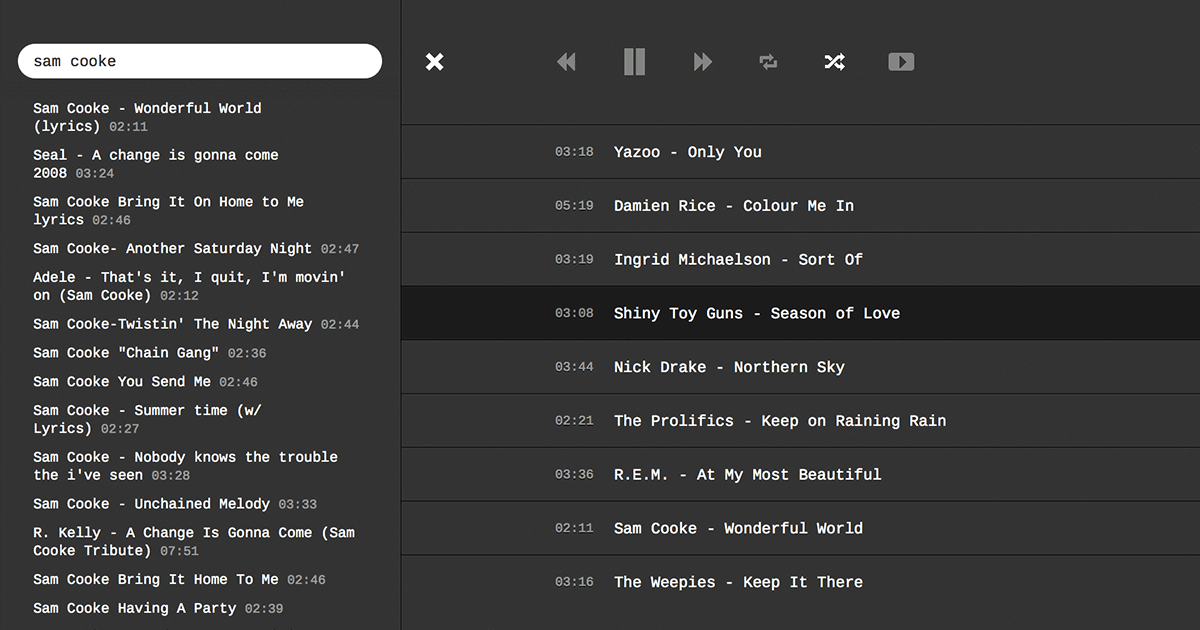 sam cooke
Sam Cooke - Wonderful World
(lyrics) 02:11
Seal - A change is gonna come
2008 03:24
Sam Cooke Bring It On Home to Me
lyrics 02:46
Sam Cooke- Another Saturday Night 02:47
Adele - That's it, I quit, I'm movin'
on (Sam Cooke) 02:12
Sam Cooke-Twistin' The Night Away 02:44
Sam Cooke "Chain Gang" 02:36
Sam Cooke You Send Me 02:46
Sam Cooke - Summer time (w/
Lyrics) 02:27
Sam Cooke - Nobody knows the trouble
the i've seen 03:28
Sam Cooke - Unchained Melody 03:33
R. Kelly - A Change Is Gonna Come (Sam
Cooke Tribute) 07:51
Sam Cooke Bring It Home To Me 02:46
Sam Cooke Having A Party 02:39
03:18 Yazoo - Only You
05:19 Damien Rice - Colour Me In
03:19 Ingrid Michaelson - Sort Of
03:08 Shiny Toy Guns - Season of Love
03:44 Nick Drake - Northern Sky
02:21 The Prolifics - Keep on Raining Rain
03:36 R.E.M. - At My Most Beautiful
02:11 Sam Cooke - Wonderful World
03:16 The Weepies - Keep It There